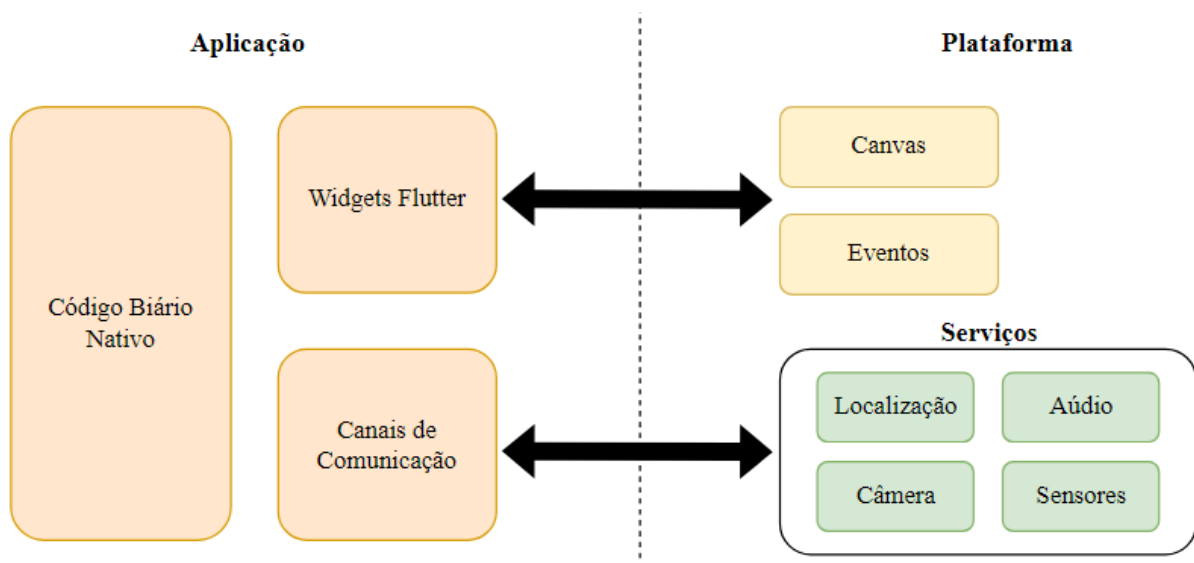 Aplicação
Plataforma
Código Biário
Nativo
Widgets Flutter
Canais de
Comunicação
Canvas
Eventos
Serviços
Localização
Aúdio
Câmera
Sensores